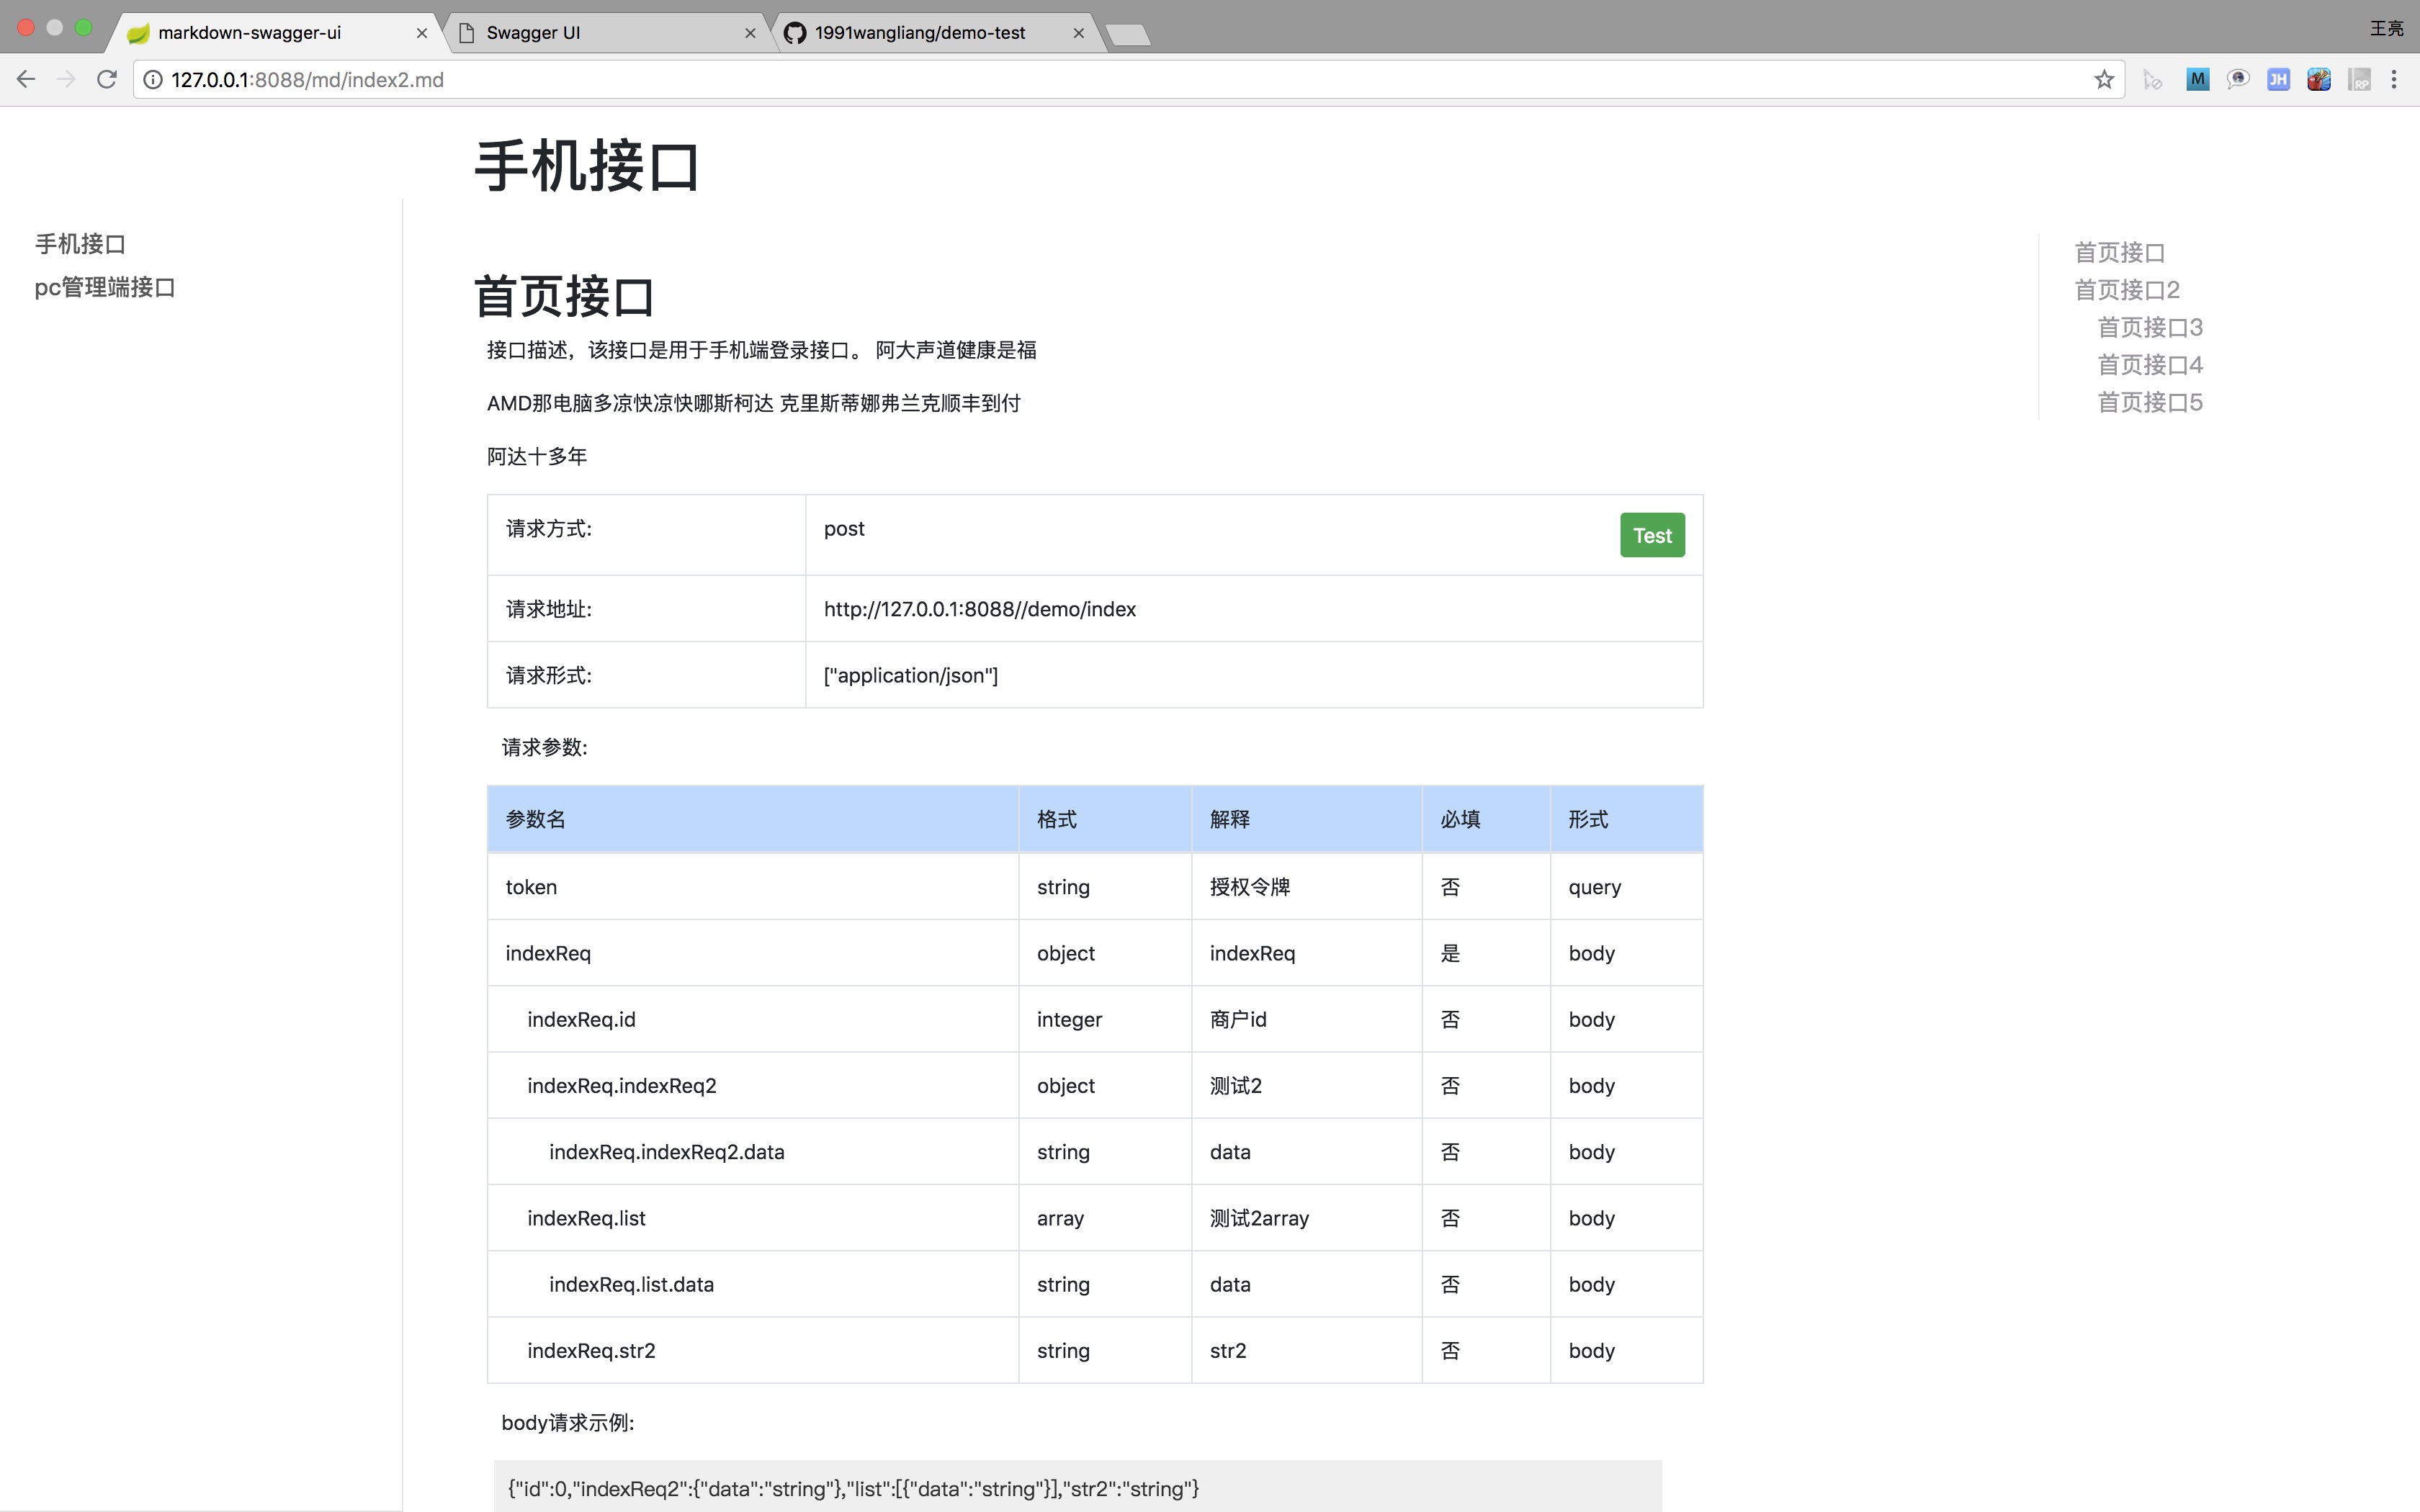 markdown-swagger-ui
Swagger UI
1991wangliang/demo-test
王亮
127.0.0.1:8088/md/index2.md
M
JH
RP
手机接口
手机接口
pc管理端接口
首页接口
首页接口2
首页接口3
首页接口4
首页接口5
首页接口
接口描述，该接口是用于手机端登录接口。 阿大声道健康是福
AMD那电脑多凉快凉快哪斯柯达 克里斯蒂娜弗兰克顺丰到付
阿达十多年
请求方式: post Test
请求地址: http://127.0.0.1:8088//demo/index
请求形式: ["application/json"]
请求参数:
参数名 格式 解释 必填 形式
token string 授权令牌 否 query
indexReq object indexReq 是 body
indexReq.id integer 商户id 否 body
indexReq.indexReq2 object 测试2 否 body
indexReq.indexReq2.data string data 否 body
indexReq.list array 测试2array 否 body
indexReq.list.data string data 否 body
indexReq.str2 string str2 否 body
body请求示例:
{"id":0,"indexReq2":{"data":"string"},"list":[{"data":"string"}],"str2":"string"}